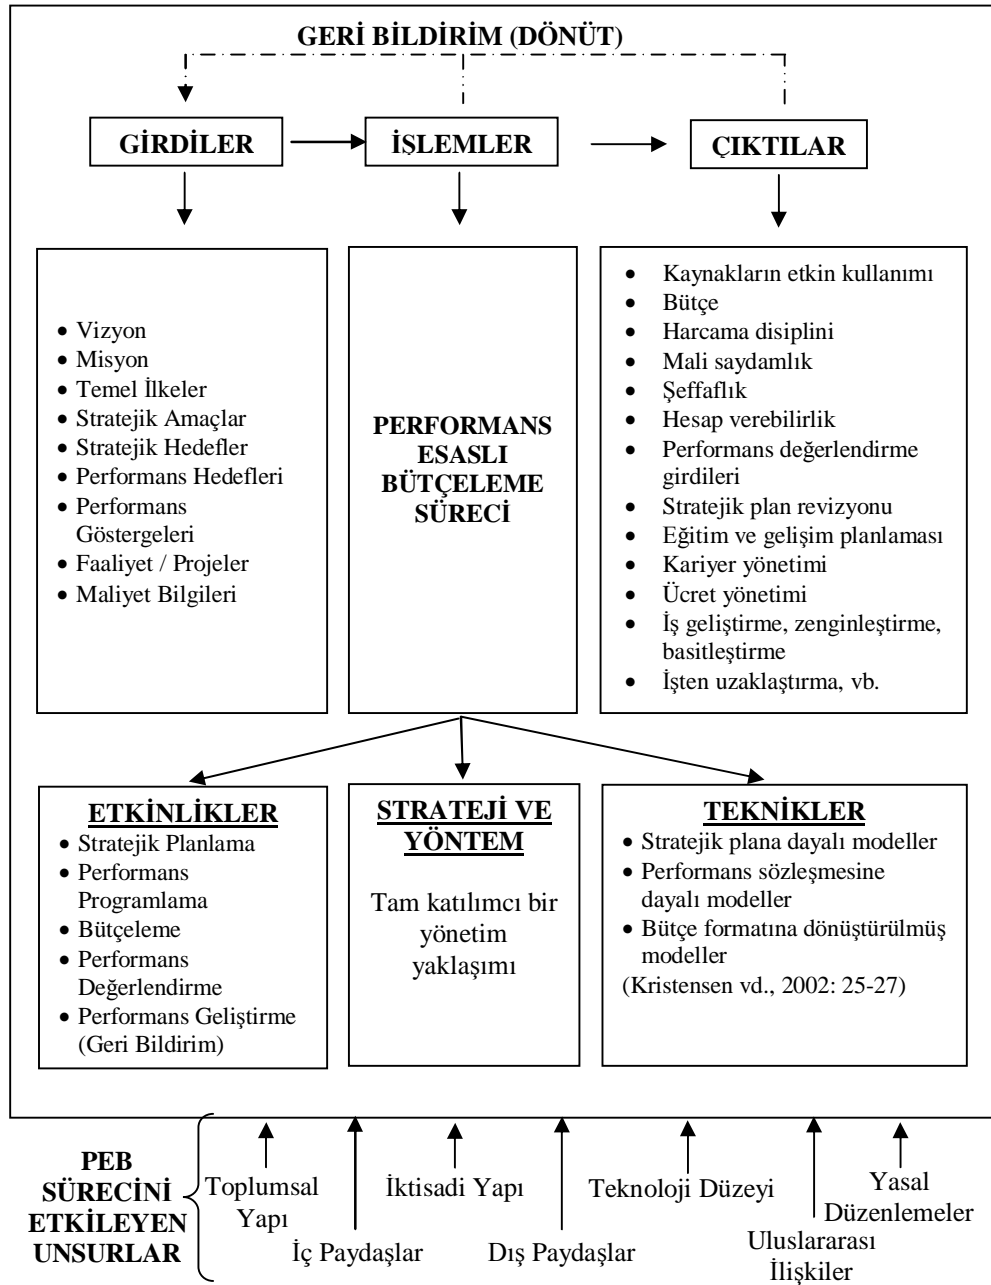 GERİ BİLDİRİM (DÖNÜT)
GİRDİLER
İŞLEMLER
ÇIKTILAR
• Vizyon
• Misyon
• Temel İlkeler
• Stratejik Amaçlar
• Stratejik Hedefler
• Performans Hedefleri
• Performans
Göstergeleri
• Faaliyet / Projeler
• Maliyet Bilgileri
PERFORMANS
ESASLI
BÜTÇELEME
SÜRECİ
• Kaynakların etkin kullanımı
• Bütçe
• Harcama disiplini
• Mali saydamlık
• Şeffaflık
• Hesap verebilirlik
• Performans değerlendirme
girdileri
• Stratejik plan revizyonu
• Eğitim ve gelişim planlaması
• Kariyer yönetimi
• Ücret yönetimi
• İş geliştirme, zenginleştirme,
basitleştirme
• İşten uzaklaştırma, vb.
ETKİNLİKLER
• Stratejik Planlama
• Performans
Programlama
• Bütçeleme
• Performans
Değerlendirme
• Performans Geliştirme
(Geri Bildirim)
STRATEJİ VE
YÖNTEM
Tam katılımcı bir
yönetim
yaklaşımı
TEKNİKLER
• Stratejik plana dayalı modeller
• Performans sözleşmesine
dayalı modeller
• Bütçe formatına dönüştürülmüş
modeller
(Kristensen vd., 2002: 25-27)
PEB
SÜRECİNİ
ETKİLEYEN
UNSURLAR
Toplumsal
Yapı
İç Paydaşlar
İktisadi Yapı
Dış Paydaşlar
Teknoloji Düzeyi
Uluslararası
İlişkiler
Yasal
Düzenlemeler